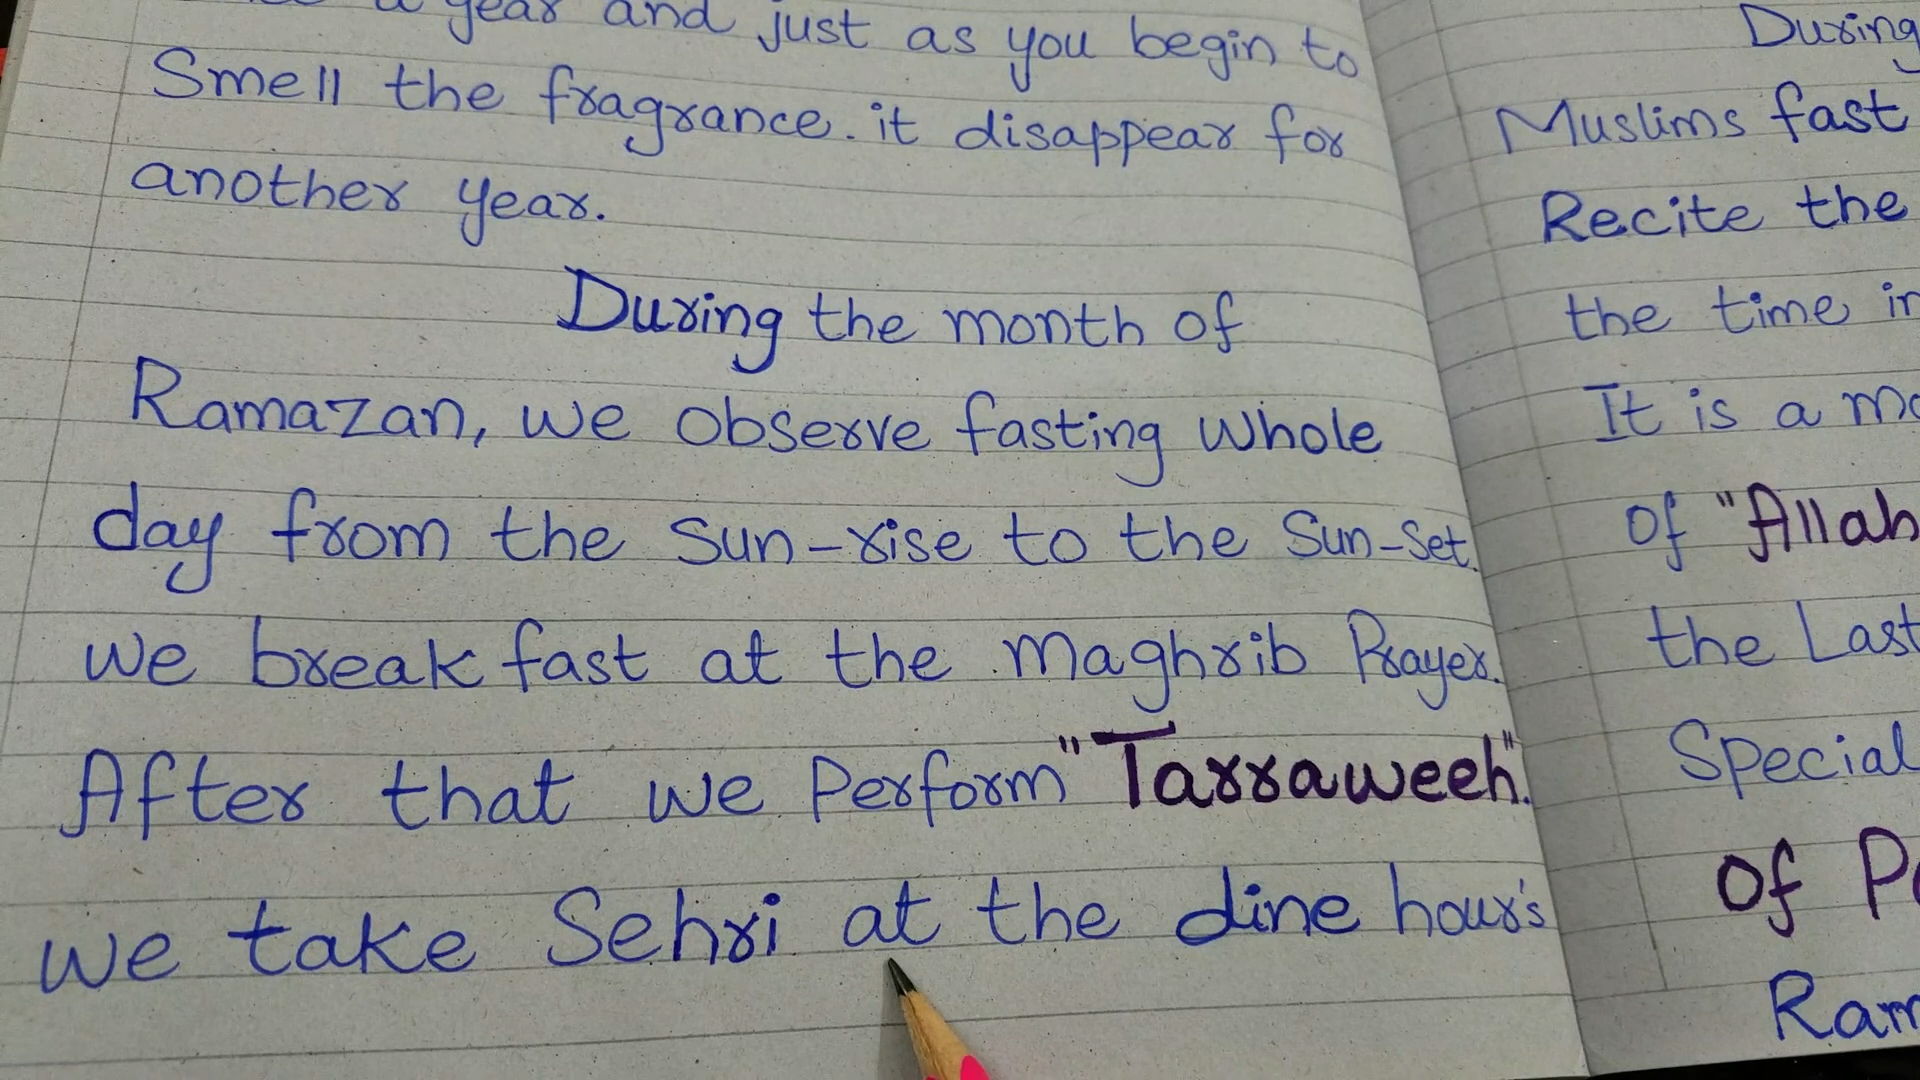 a year and just as you begin to
Smell the fragrance. it disappear for
another year.
During the month of
Ramazan, we observe fasting whole
day from the Sun-rise to the Sun-Set.
we break fast at the Maghrib Prayer.
After that we Perform "Tarraweeh".
we take Sehri at the dine hour's
During
Muslims fast
Recite the
the time in
It is a
of "Allah
the Last
Special
Of